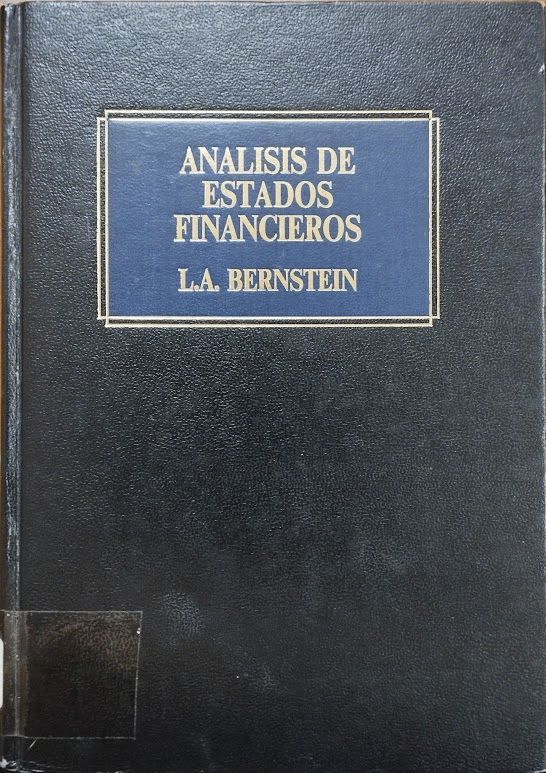 ANALISIS DE
ESTADOS
FINANCIEROS
L.A. BERNSTEIN